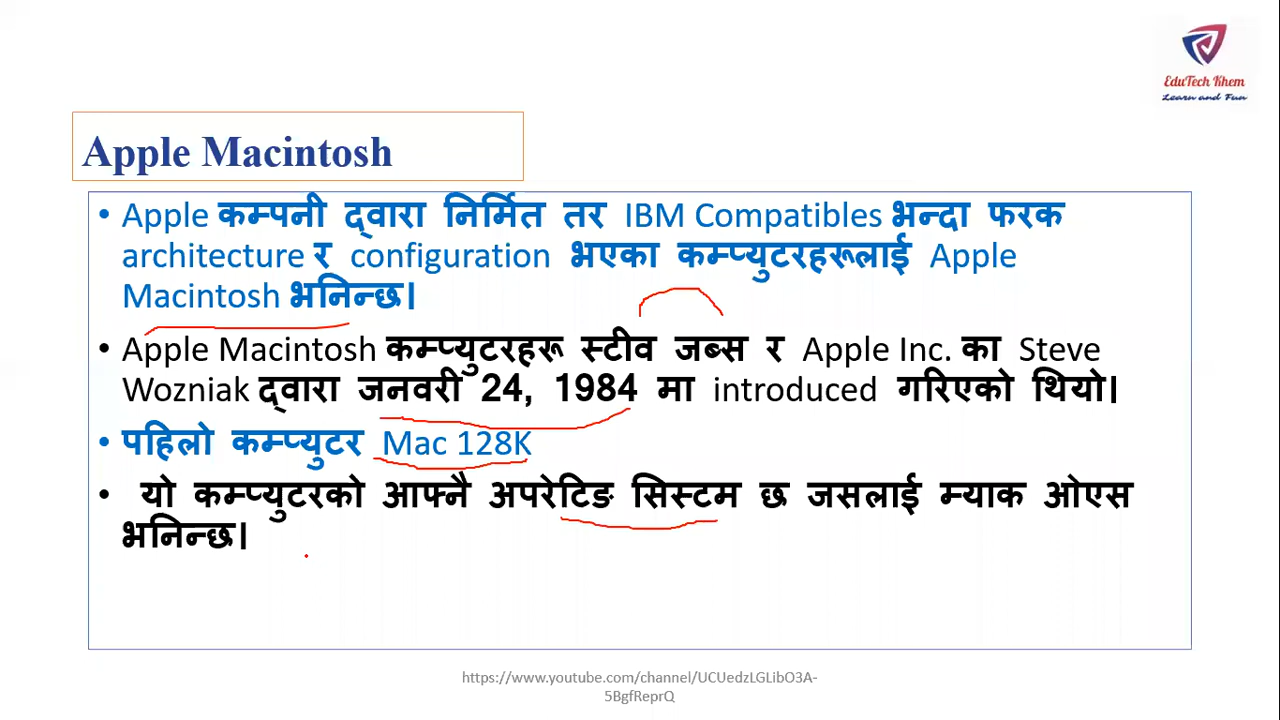 EduTech Khem
Learn and Fun
Apple Macintosh
• Apple कम्पनी द्वारा निर्मित तर IBM Compatibles भन्दा फरक
architecture र configuration भएका कम्प्युटरहरूलाई Apple
Macintosh भनिन्छ।
• Apple Macintosh कम्प्युटरहरू स्टीव जब्स र Apple Inc. का Steve
Wozniak द्वारा जनवरी 24, 1984 मा introduced गरिएको थियो।
• पहिलो कम्प्युटर Mac 128K
• यो कम्प्युटरको आफ्नै अपरेटिङ सिस्टम छ जसलाई म्याक ओएस
भनिन्छ।
https://www.youtube.com/channel/UCUedzLGLibO3A-
5BgfReprQ